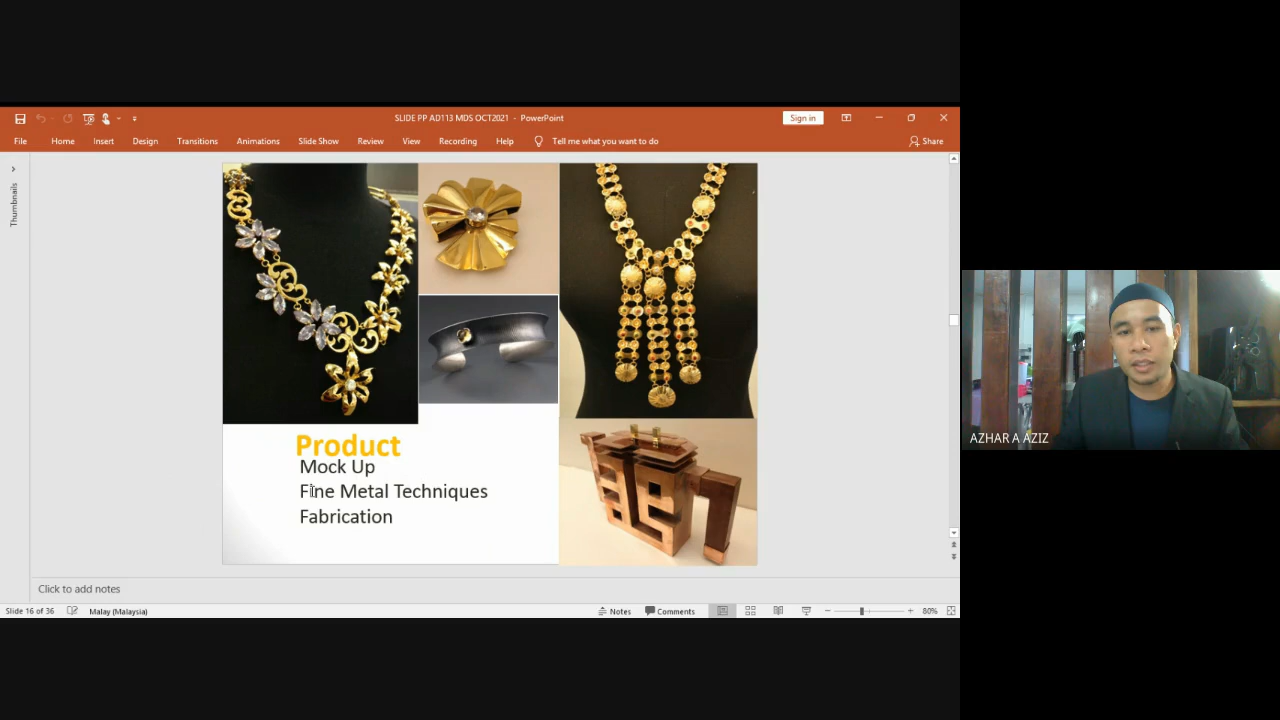 SLIDE PP AD113 MDS OCT2021 - PowerPoint
Sign in
File Home Insert Design Transitions Animations Slide Show Review View Recording Help Tell me what you want to do Share
Thumbnails
Product
Mock Up
Fine Metal Techniques
Fabrication
AZHAR A AZIZ
Click to add notes
Slide 16 of 36 Malay (Malaysia) Notes Comments 80%